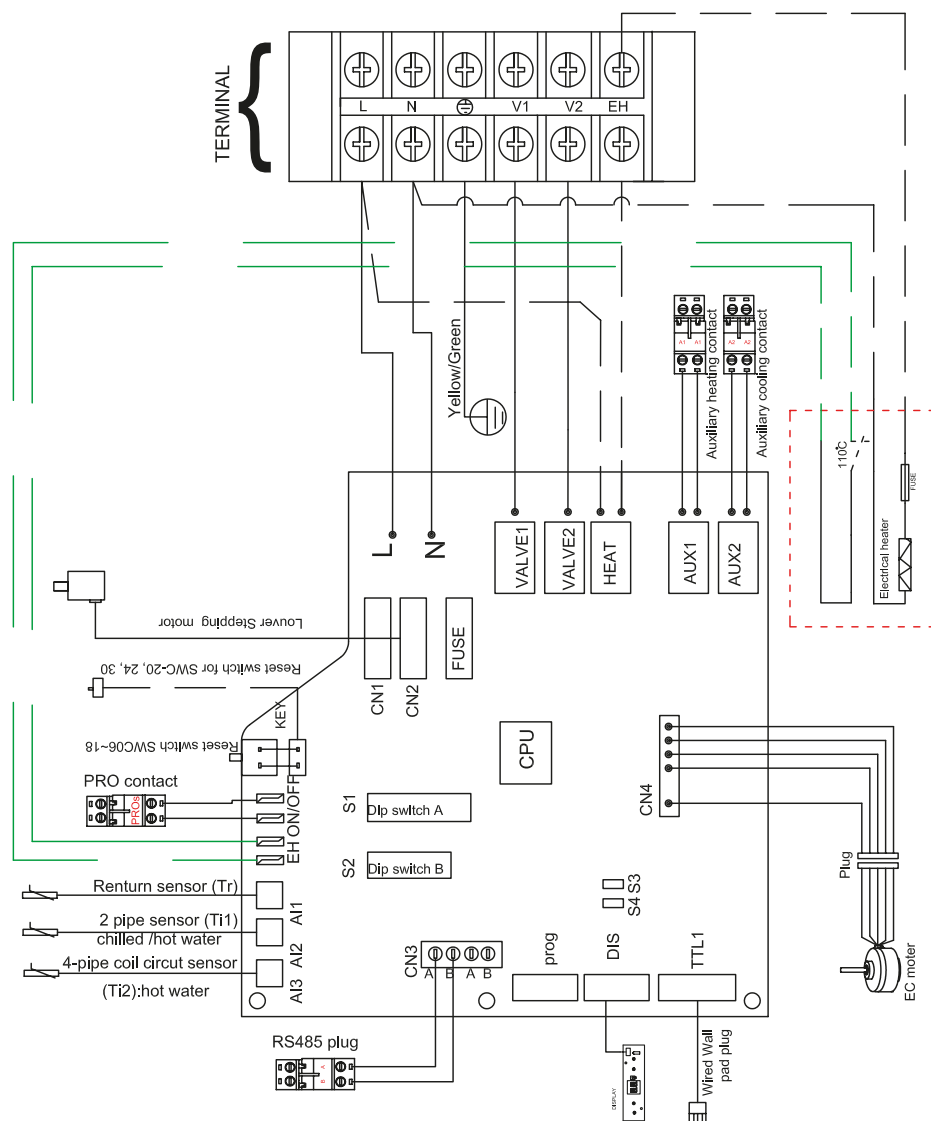 TERMINAL
L N V1 V2 EH
Yellow/Green
A1 A1
A2 A2
Auxiliary heating contact
Auxiliary cooling contact
110℃
FUSE
Electrical heater
L
N
VALVE1
VALVE2
HEAT
AUX1
AUX2
Louver Stepping motor
CN1
CN2
FUSE
Reset switch for SWC-20, 24, 30
KEY
Reset switch SWC06~18
CPU
PRO contact
PROs
EH ON/OFF
S1
Dip switch A
S2
Dip switch B
CN4
Plug
EC moter
Renturn sensor (Tr)
AI1
2 pipe sensor (Ti1)
chilled /hot water
AI2
4-pipe coil circut sensor
(Ti2):hot water
AI3
S4 S3
CN3
A B A B
prog
DIS
TTL1
RS485 plug
A
B
DISPLAY
Wired Wall
pad plug